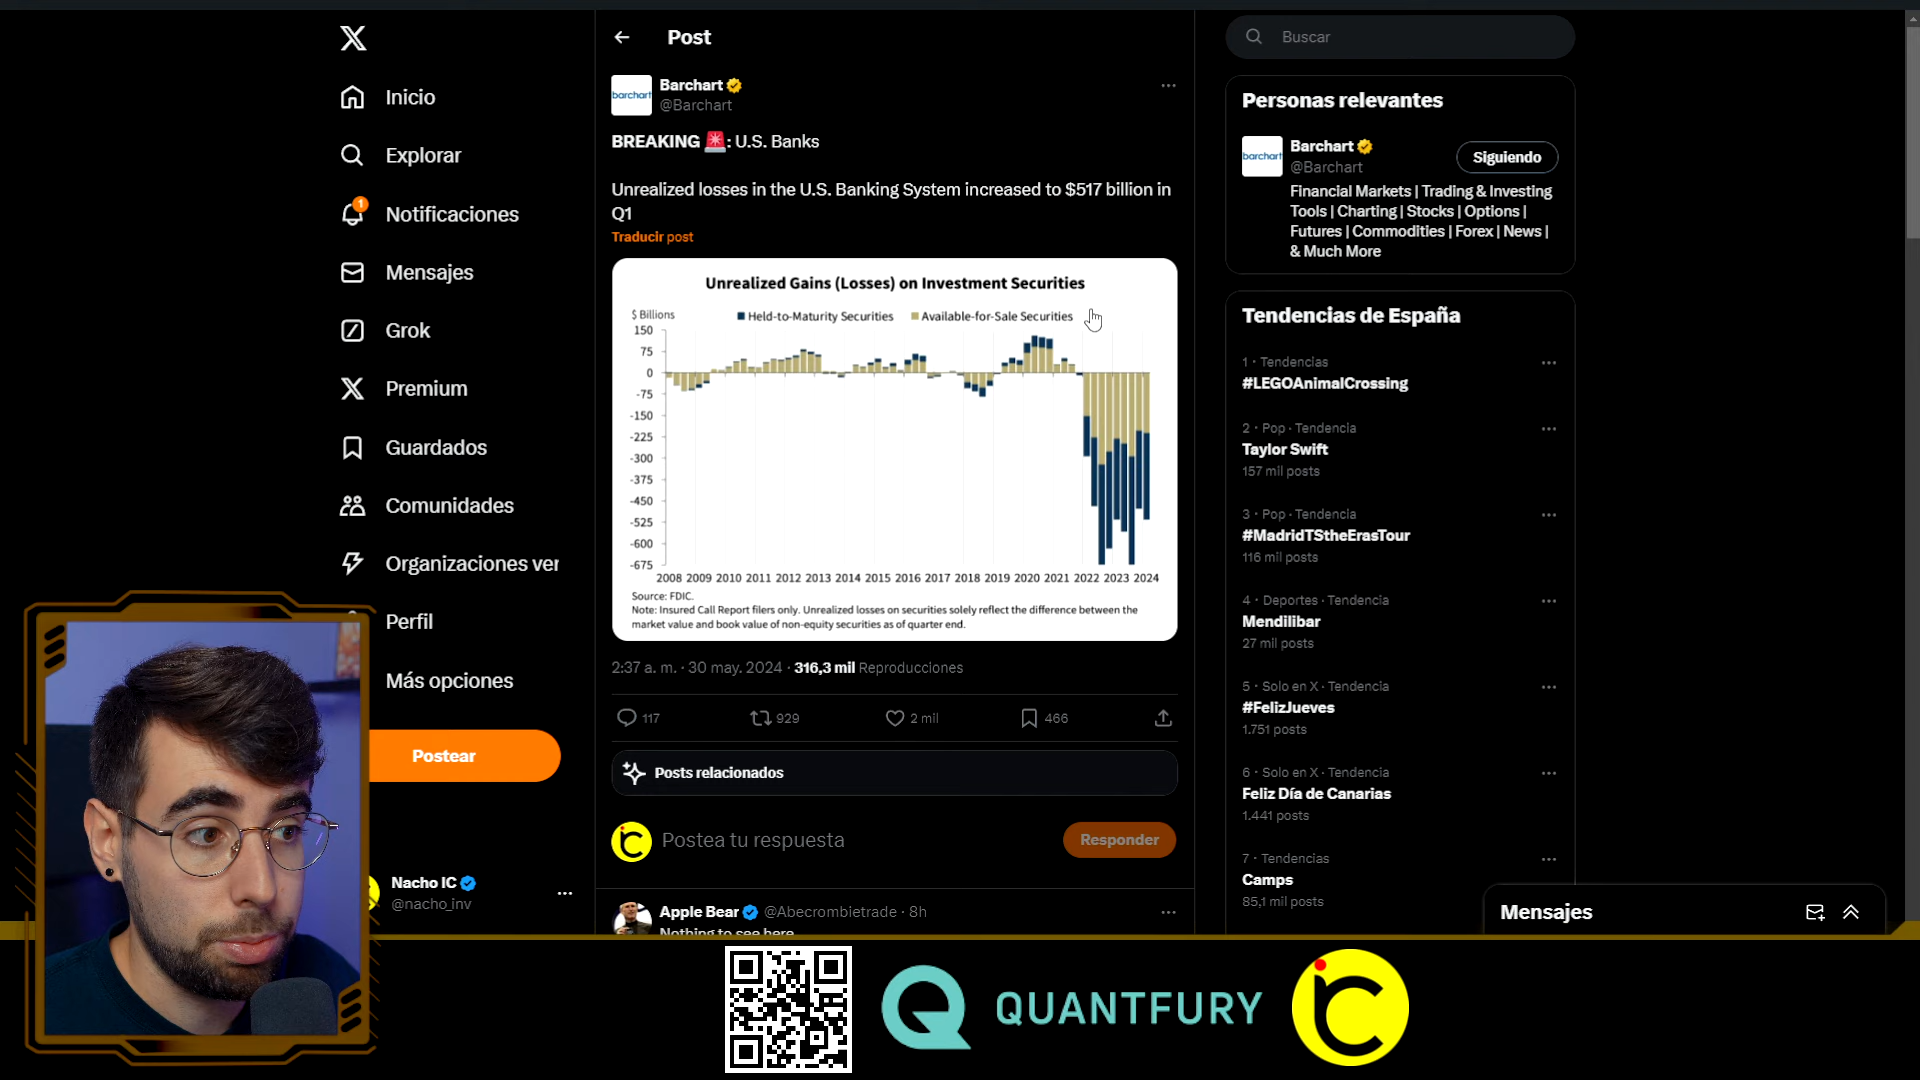 Inicio
Explorar
1
Notificaciones
Mensajes
Grok
Premium
Guardados
Comunidades
Organizaciones ver
Perfil
Más opciones
Postear
Nacho IC
@nacho_inv
Post
barchart
Barchart
@Barchart
BREAKING 🚨: U.S. Banks
Unrealized losses in the U.S. Banking System increased to $517 billion in
Q1
Traducir post
Unrealized Gains (Losses) on Investment Securities
$ Billions
Held-to-Maturity Securities
Available-for-Sale Securities
150
75
0
-75
-150
-225
-300
-375
-450
-525
-600
-675
2008 2009 2010 2011 2012 2013 2014 2015 2016 2017 2018 2019 2020 2021 2022 2023 2024
Source: FDIC.
Note: Insured Call Report filers only. Unrealized losses on securities solely reflect the difference between the
market value and book value of non-equity securities as of quarter end.
2:37 a. m. · 30 may. 2024 · 316,3 mil Reproducciones
117
929
2 mil
466
Posts relacionados
Postea tu respuesta
Responder
Apple Bear @Abecrombietrade · 8h
Nothing to see here
Buscar
Personas relevantes
barchart
Barchart
@Barchart
Siguiendo
Financial Markets | Trading & Investing
Tools | Charting | Stocks | Options |
Futures | Commodities | Forex | News |
& Much More
Tendencias de España
1 · Tendencias
#LEGOAnimalCrossing
2 · Pop · Tendencia
Taylor Swift
157 mil posts
3 · Pop · Tendencia
#MadridTStheErasTour
116 mil posts
4 · Deportes · Tendencia
Mendilibar
27 mil posts
5 · Solo en X · Tendencia
#FelizJueves
1.751 posts
6 · Solo en X · Tendencia
Feliz Día de Canarias
1.441 posts
7 · Tendencias
Camps
85,1 mil posts
Mensajes
QUANTFURY
ic